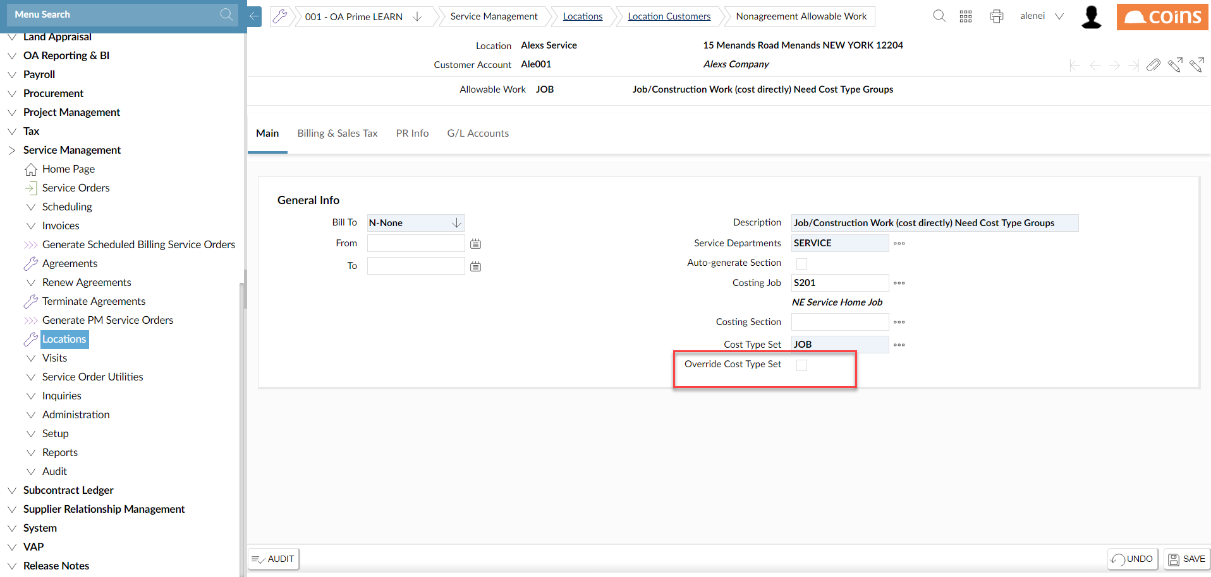 Menu Search
001 - OA Prime LEARN
Service Management
Locations
Location Customers
Nonagreement Allowable Work
alenei
coins
Land Appraisal
OA Reporting & BI
Payroll
Procurement
Project Management
Tax
Service Management
Home Page
Service Orders
Scheduling
Invoices
Generate Scheduled Billing Service Orders
Agreements
Renew Agreements
Terminate Agreements
Generate PM Service Orders
Locations
Visits
Service Order Utilities
Inquiries
Administration
Setup
Reports
Audit
Subcontract Ledger
Supplier Relationship Management
System
VAP
Release Notes
Location Alexs Service 15 Menands Road Menands NEW YORK 12204
Customer Account Ale001 Alexs Company
Allowable Work JOB Job/Construction Work (cost directly) Need Cost Type Groups
Main Billing & Sales Tax PR Info G/L Accounts
General Info
Bill To N-None
From
To
Description Job/Construction Work (cost directly) Need Cost Type Groups
Service Departments SERVICE
Auto-generate Section
Costing Job S201
NE Service Home Job
Costing Section
Cost Type Set JOB
Override Cost Type Set
AUDIT
UNDO
SAVE